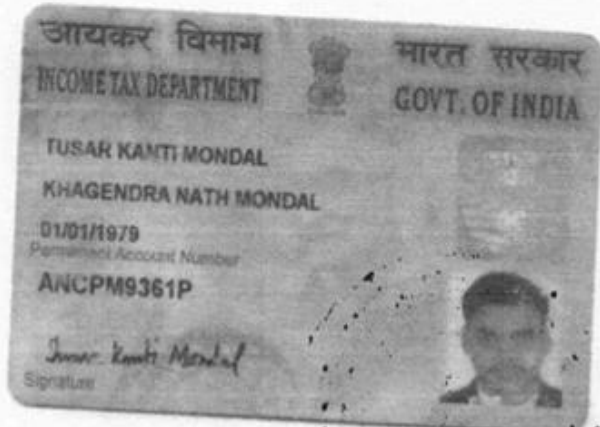 आयकर विभाग
INCOME TAX DEPARTMENT
भारत सरकार
GOVT. OF INDIA
TUSAR KANTI MONDAL
KHAGENDRA NATH MONDAL
01/01/1979
Permanent Account Number
ANCPM9361P
Tusar Kanti Mondal
Signature